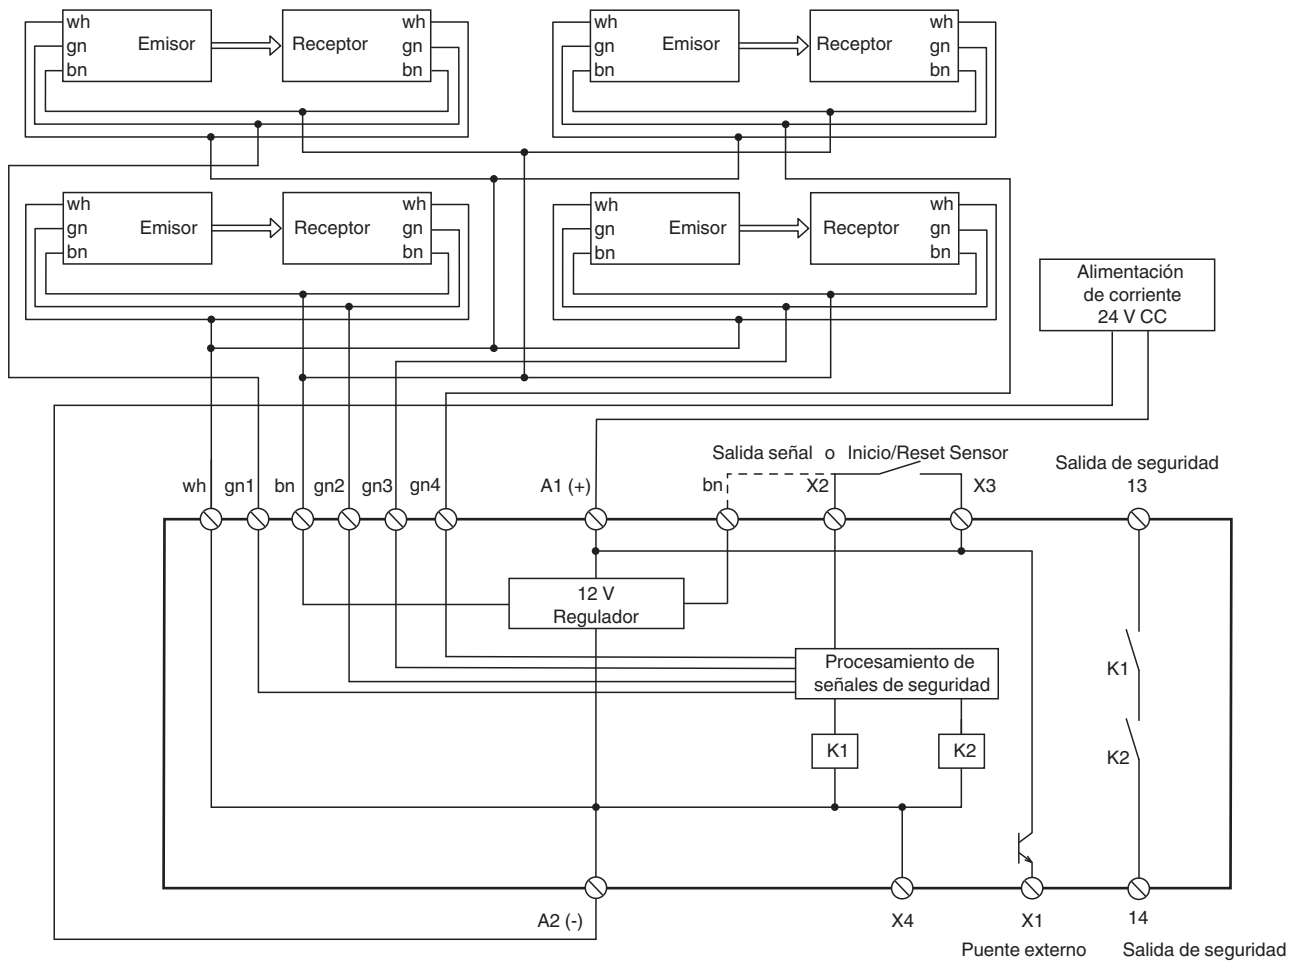 wh
gn
bn
Emisor
Receptor
wh
gn
bn
wh
gn
bn
Emisor
Receptor
wh
gn
bn
wh
gn
bn
Emisor
Receptor
wh
gn
bn
wh
gn
bn
Emisor
Receptor
wh
gn
bn
Alimentación
de corriente
24 V CC
Salida señal o Inicio/Reset Sensor
Salida de seguridad
wh
gn1
bn
gn2
gn3
gn4
A1 (+)
bn
X2
X3
13
12 V
Regulador
Procesamiento de
señales de seguridad
K1
K2
K1
K2
A2 (-)
X4
X1
14
Puente externo
Salida de seguridad